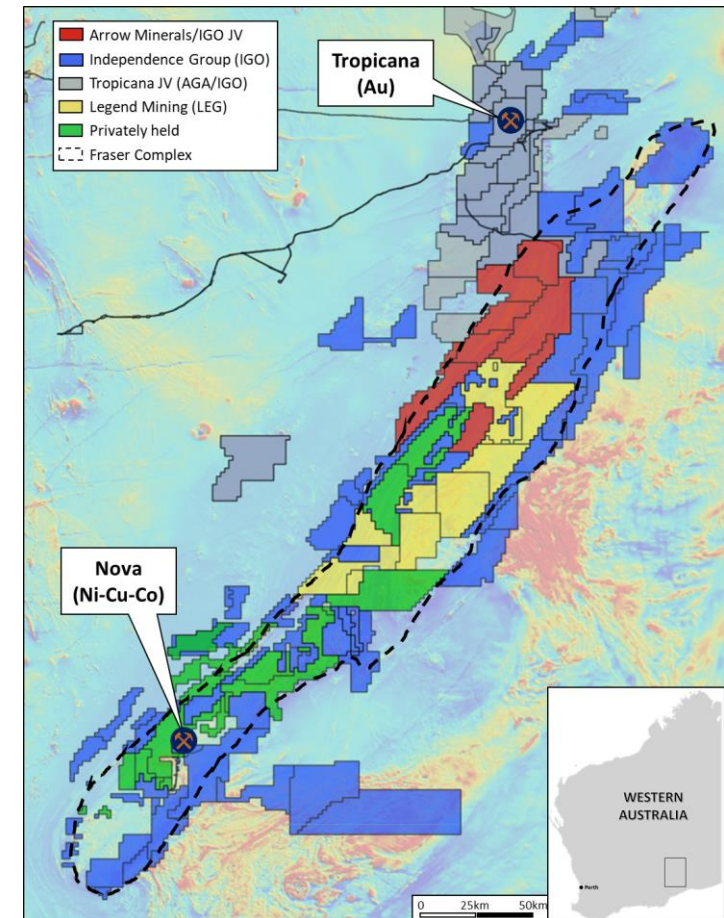 Arrow Minerals/IGO JV
Independence Group (IGO)
Tropicana JV (AGA/IGO)
Legend Mining (LEG)
Privately held
Fraser Complex
Tropicana
(Au)
Nova
(Ni-Cu-Co)
WESTERN
AUSTRALIA
Perth
0 25km 50km